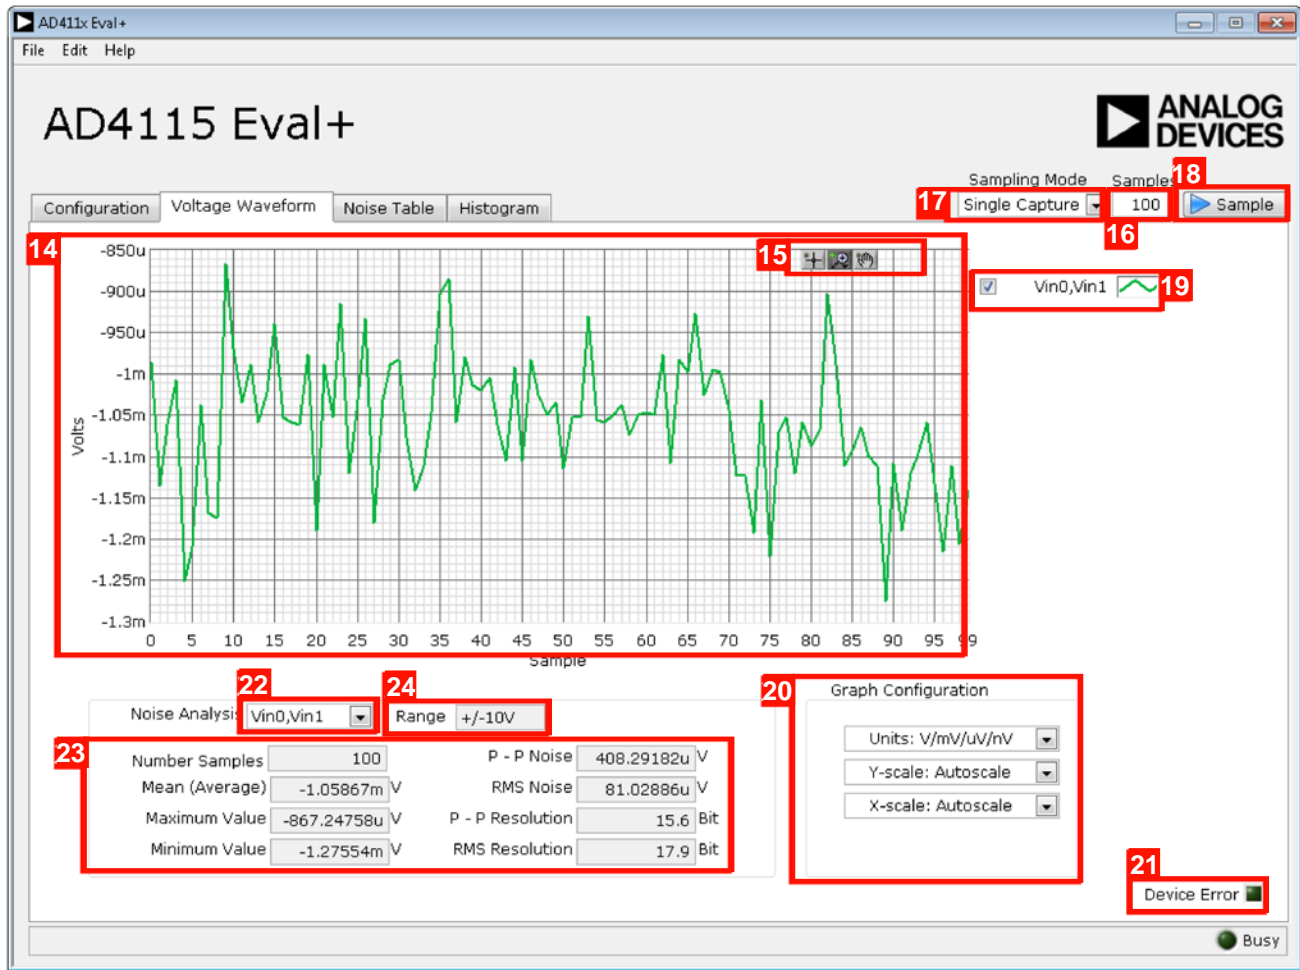 AD411x Eval+
File Edit Help
AD4115 Eval+
ANALOG
DEVICES
Sampling Mode Samples 18
Configuration Voltage Waveform Noise Table Histogram 17 Single Capture 100 Sample
16
14 15
19 Vin0,Vin1
-850u
-900u
-950u
-1m
-1.05m
-1.1m
-1.15m
-1.2m
-1.25m
-1.3m
Volts
0 5 10 15 20 25 30 35 40 45 50 55 60 65 70 75 80 85 90 95 99
Sample
22 24
Noise Analysis Vin0,Vin1 Range +/-10V
23
Number Samples 100 P - P Noise 408.29182u V
Mean (Average) -1.05867m V RMS Noise 81.02886u V
Maximum Value -867.24758u V P - P Resolution 15.6 Bit
Minimum Value -1.27554m V RMS Resolution 17.9 Bit
20 Graph Configuration
Units: V/mV/uV/nV
Y-scale: Autoscale
X-scale: Autoscale
21
Device Error
Busy